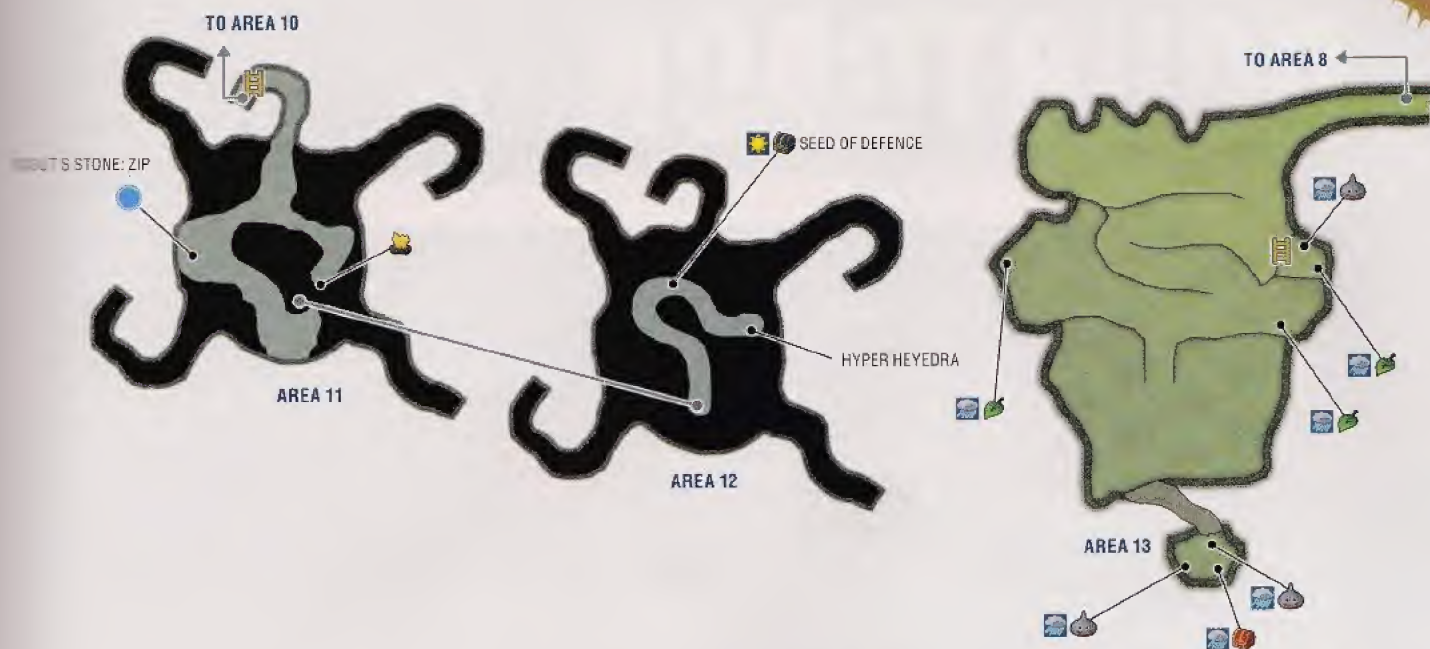 TO AREA 10
S STONE: ZIP
AREA 11
SEED OF DEFENCE
HYPER HEYEDRA
AREA 12
TO AREA 8
AREA 13